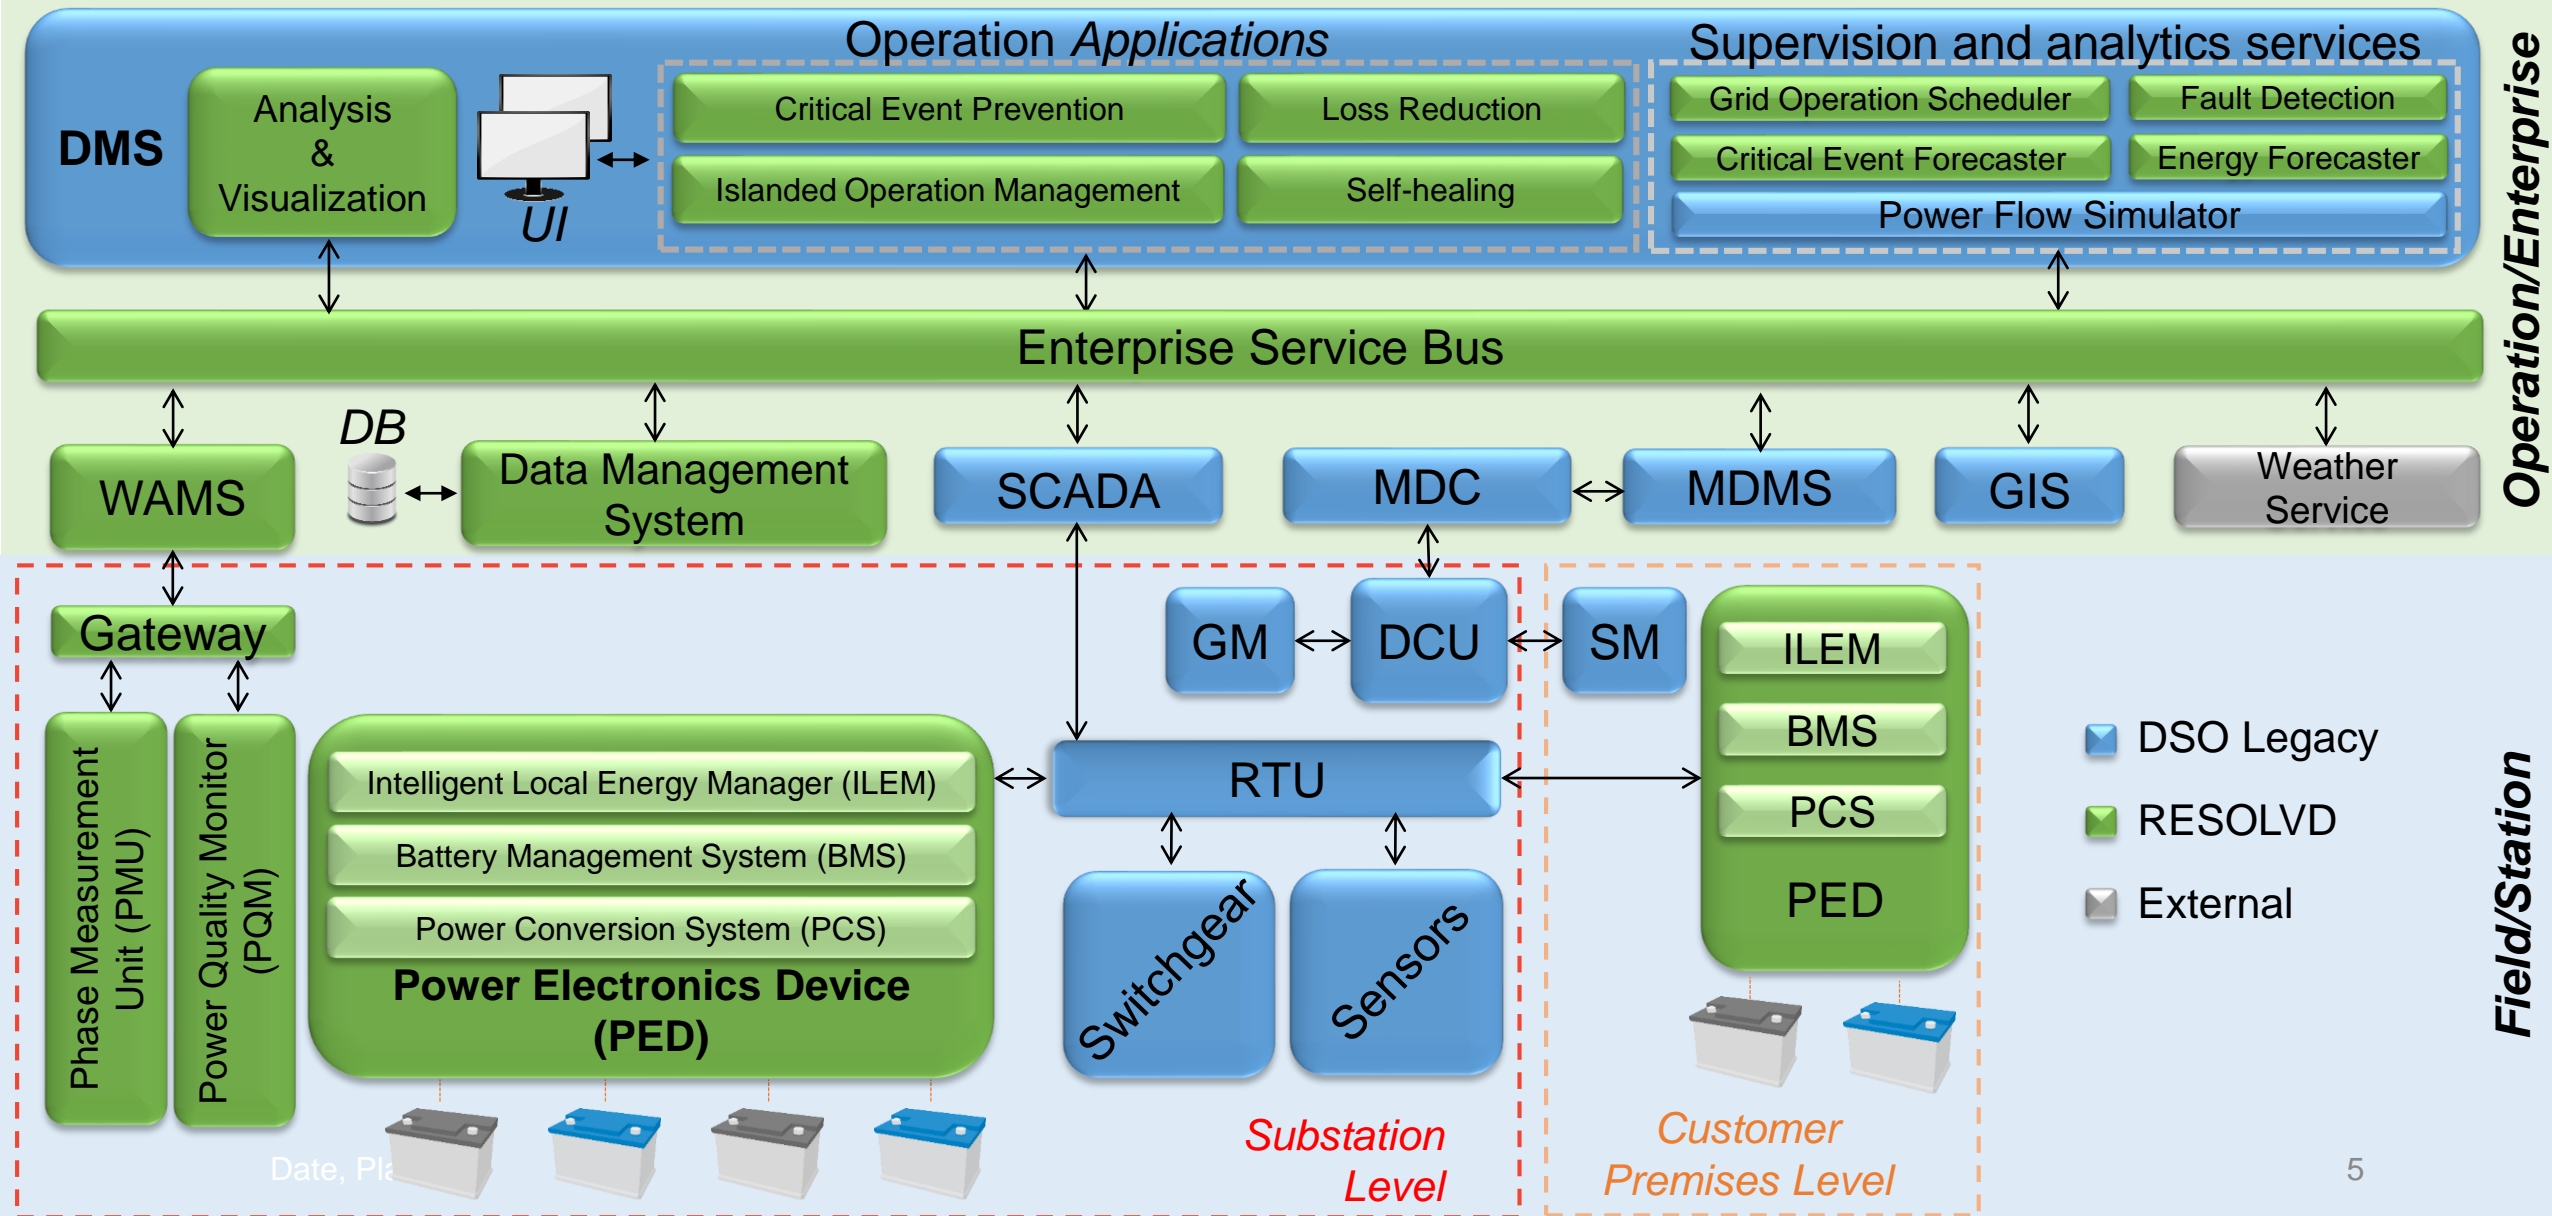 Operation Applications
Supervision and analytics services
DMS
Analysis
&
Visualization
UI
Critical Event Prevention
Loss Reduction
Islanded Operation Management
Self-healing
Grid Operation Scheduler
Fault Detection
Critical Event Forecaster
Energy Forecaster
Power Flow Simulator
Operation/Enterprise
Enterprise Service Bus
WAMS
DB
Data Management
System
SCADA
MDC
MDMS
GIS
Weather
Service
Gateway
GM
DCU
SM
Phase Measurement
Unit (PMU)
Power Quality Monitor
(PQM)
Intelligent Local Energy Manager (ILEM)
Battery Management System (BMS)
Power Conversion System (PCS)
Power Electronics Device
(PED)
RTU
Switchgear
Sensors
ILEM
BMS
PCS
PED
DSO Legacy
RESOLVD
External
Field/Station
Substation
Level
Customer
Premises Level
Date,
5